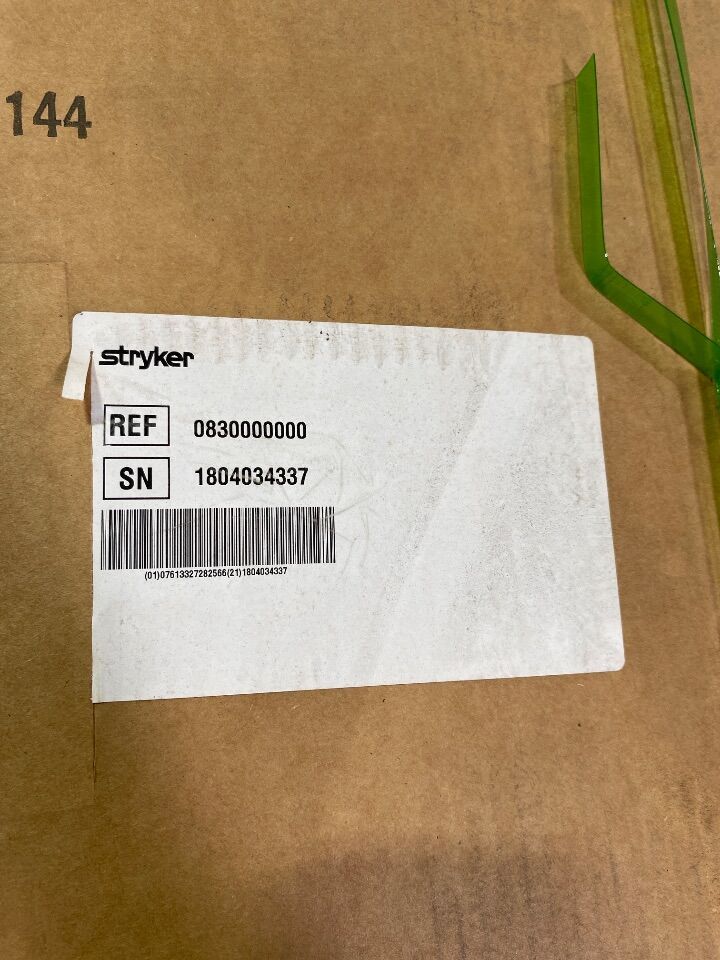 144
stryker
REF 0830000000
SN 1804034337
(01)07613327282566(21)1804034337